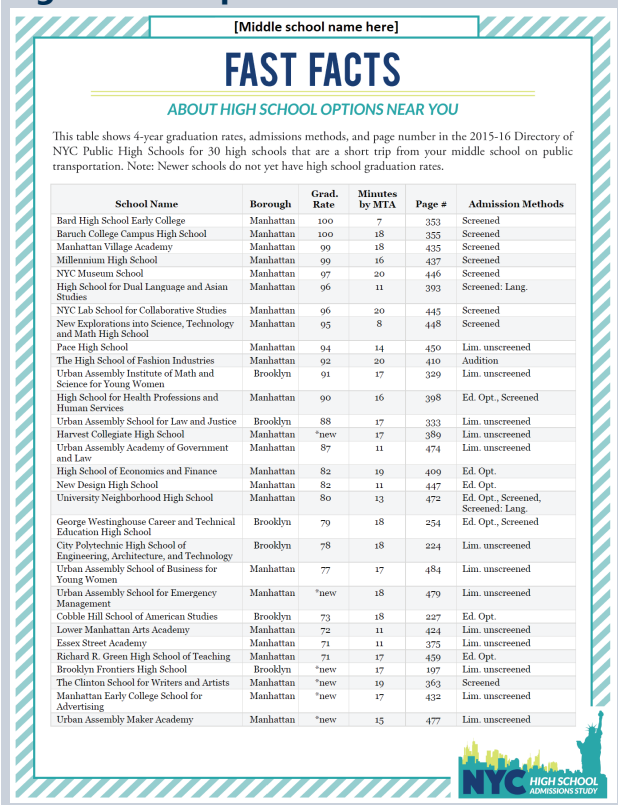 [Middle school name here]
FAST FACTS
ABOUT HIGH SCHOOL OPTIONS NEAR YOU
This table shows 4-year graduation rates, admissions methods, and page number in the 2015-16 Directory of
NYC Public High Schools for 30 high schools that are a short trip from your middle school on public
transportation. Note: Newer schools do not yet have high school graduation rates.
School Name Borough Grad. Rate Minutes by MTA Page # Admission Methods
Bard High School Early College Manhattan 100 7 353 Screened
Baruch College Campus High School Manhattan 100 18 355 Screened
Manhattan Village Academy Manhattan 99 18 435 Screened
Millennium High School Manhattan 99 16 437 Screened
NYC Museum School Manhattan 97 20 446 Screened
High School for Dual Language and Asian Studies Manhattan 96 11 393 Screened: Lang.
NYC Lab School for Collaborative Studies Manhattan 96 20 445 Screened
New Explorations into Science, Technology and Math High School Manhattan 95 8 448 Screened
Pace High School Manhattan 94 14 450 Lim. unscreened
The High School of Fashion Industries Manhattan 92 20 410 Audition
Urban Assembly Institute of Math and Science for Young Women Brooklyn 91 17 329 Lim. unscreened
High School for Health Professions and Human Services Manhattan 90 16 398 Ed. Opt., Screened
Urban Assembly School for Law and Justice Brooklyn 88 17 333 Lim. unscreened
Harvest Collegiate High School Manhattan *new 17 389 Lim. unscreened
Urban Assembly Academy of Government and Law Manhattan 87 11 474 Lim. unscreened
High School of Economics and Finance Manhattan 82 19 409 Ed. Opt.
New Design High School Manhattan 82 11 447 Ed. Opt.
University Neighborhood High School Manhattan 80 13 472 Ed. Opt., Screened, Screened: Lang.
George Westinghouse Career and Technical Education High School Brooklyn 79 18 254 Ed. Opt., Screened
City Polytechnic High School of Engineering, Architecture, and Technology Brooklyn 78 18 224 Lim. unscreened
Urban Assembly School of Business for Young Women Manhattan 77 17 484 Lim. unscreened
Urban Assembly School for Emergency Management Manhattan *new 18 479 Lim. unscreened
Cobble Hill School of American Studies Brooklyn 73 18 227 Ed. Opt.
Lower Manhattan Arts Academy Manhattan 72 11 424 Lim. unscreened
Essex Street Academy Manhattan 71 11 375 Lim. unscreened
Richard R. Green High School of Teaching Manhattan 71 17 459 Ed. Opt.
Brooklyn Frontiers High School Brooklyn *new 17 197 Lim. unscreened
The Clinton School for Writers and Artists Manhattan *new 19 363 Screened
Manhattan Early College School for Advertising Manhattan *new 17 432 Lim. unscreened
Urban Assembly Maker Academy Manhattan *new 15 477 Lim. unscreened
NYC HIGH SCHOOL
ADMISSIONS STUDY